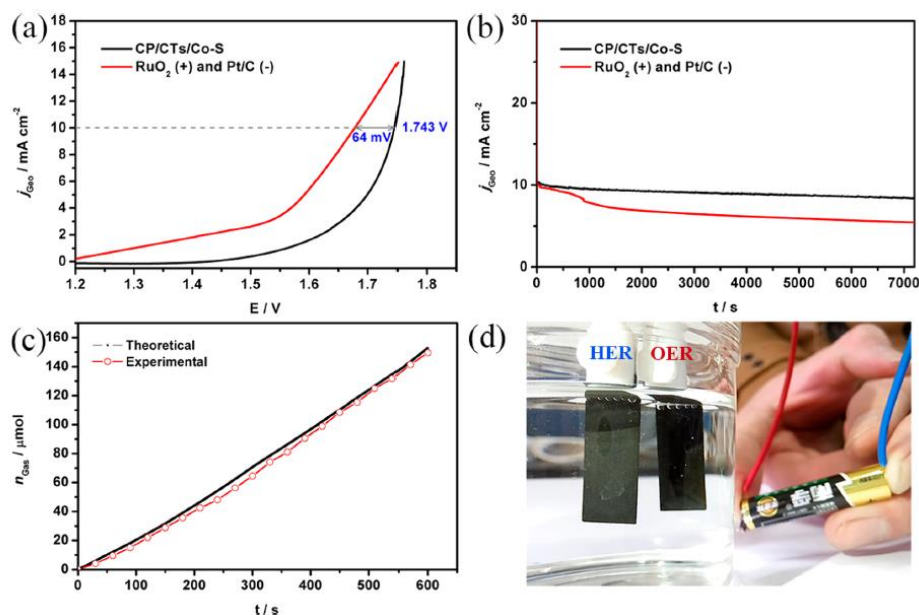 (a)
16
14
12
10
8
6
4
2
0
j_Geo / mA cm⁻²
CP/CTs/Co-S
RuO₂ (+) and Pt/C (-)
64 mV
1.743 V
1.2 1.3 1.4 1.5 1.6 1.7 1.8
E / V
(b)
30
20
10
0
j_Geo / mA cm⁻²
CP/CTs/Co-S
RuO₂ (+) and Pt/C (-)
0 1000 2000 3000 4000 5000 6000 7000
t / s
(c)
160
140
120
100
80
60
40
20
0
n_Gas / μmol
Theoretical
Experimental
0 100 200 300 400 500 600
t / s
(d)
HER OER